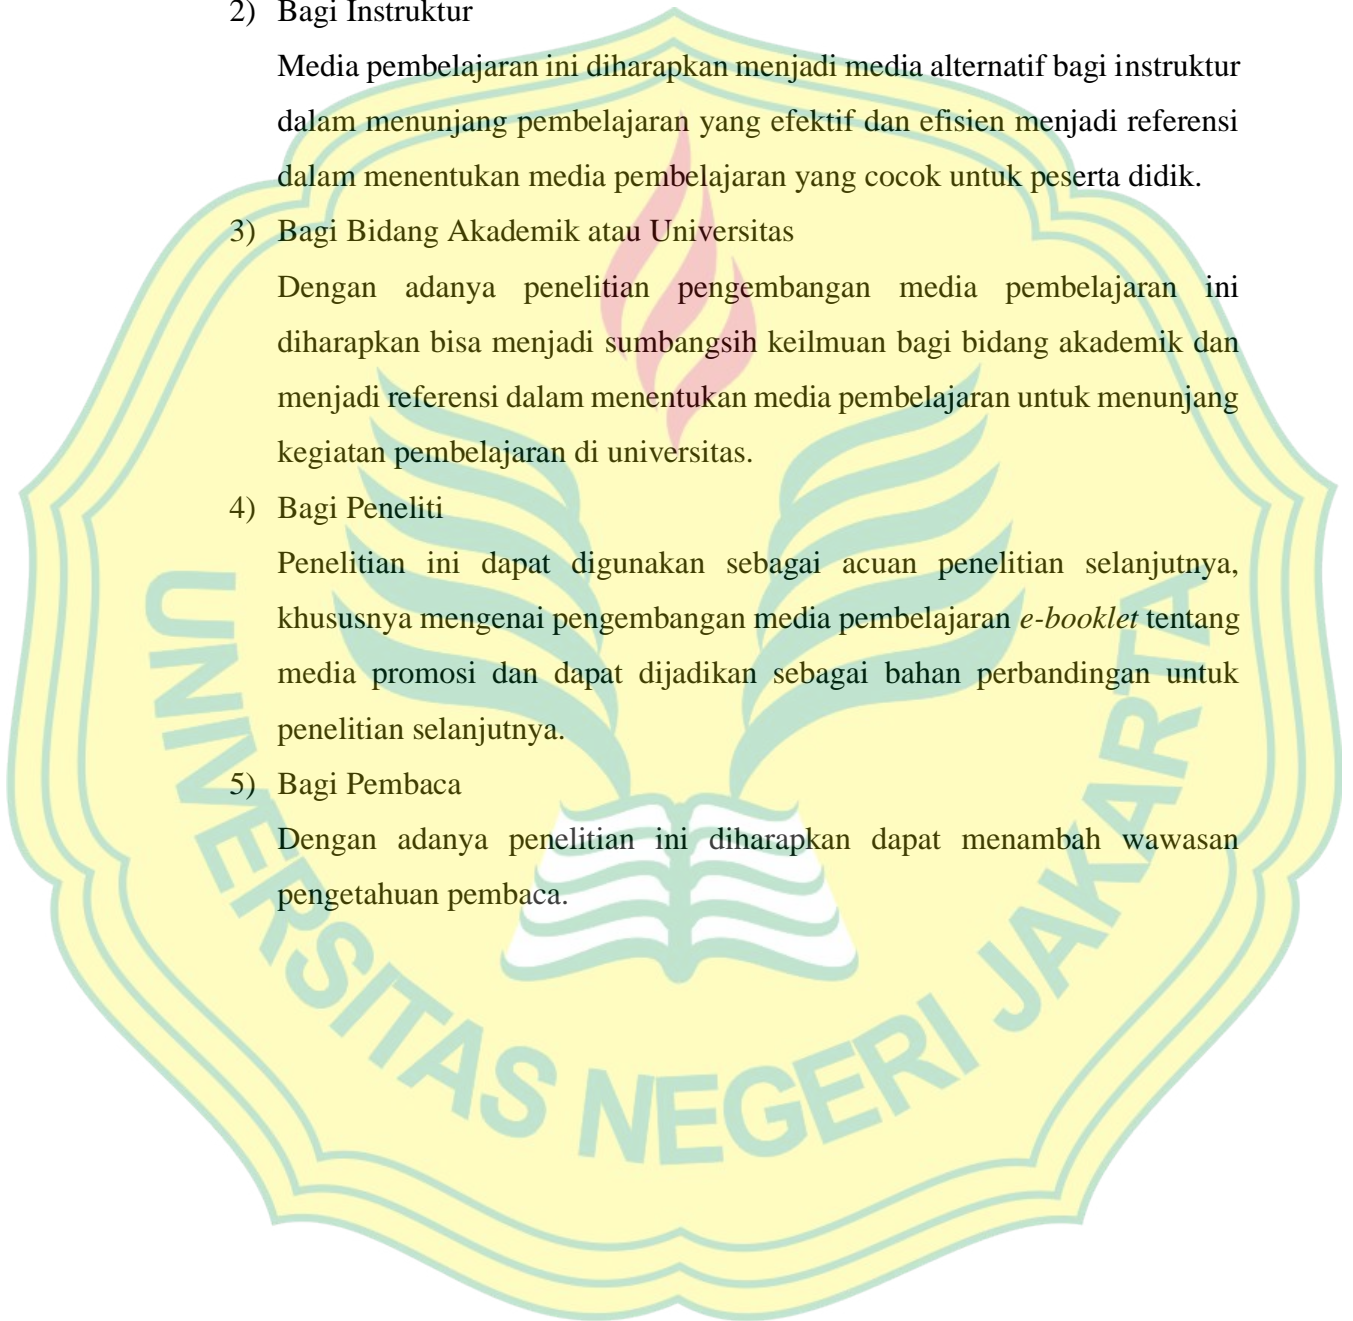 2) Bagi Instruktur
Media pembelajaran ini diharapkan menjadi media alternatif bagi instruktur
dalam menunjang pembelajaran yang efektif dan efisien menjadi referensi
dalam menentukan media pembelajaran yang cocok untuk peserta didik.
3) Bagi Bidang Akademik atau Universitas
Dengan adanya penelitian pengembangan media pembelajaran ini
diharapkan bisa menjadi sumbangsih keilmuan bagi bidang akademik dan
menjadi referensi dalam menentukan media pembelajaran untuk menunjang
kegiatan pembelajaran di universitas.
4) Bagi Peneliti
Penelitian ini dapat digunakan sebagai acuan penelitian selanjutnya,
khususnya mengenai pengembangan media pembelajaran e-booklet tentang
media promosi dan dapat dijadikan sebagai bahan perbandingan untuk
penelitian selanjutnya.
5) Bagi Pembaca
Dengan adanya penelitian ini diharapkan dapat menambah wawasan
pengetahuan pembaca.
UNIVERSITAS NEGERI JAKARTA